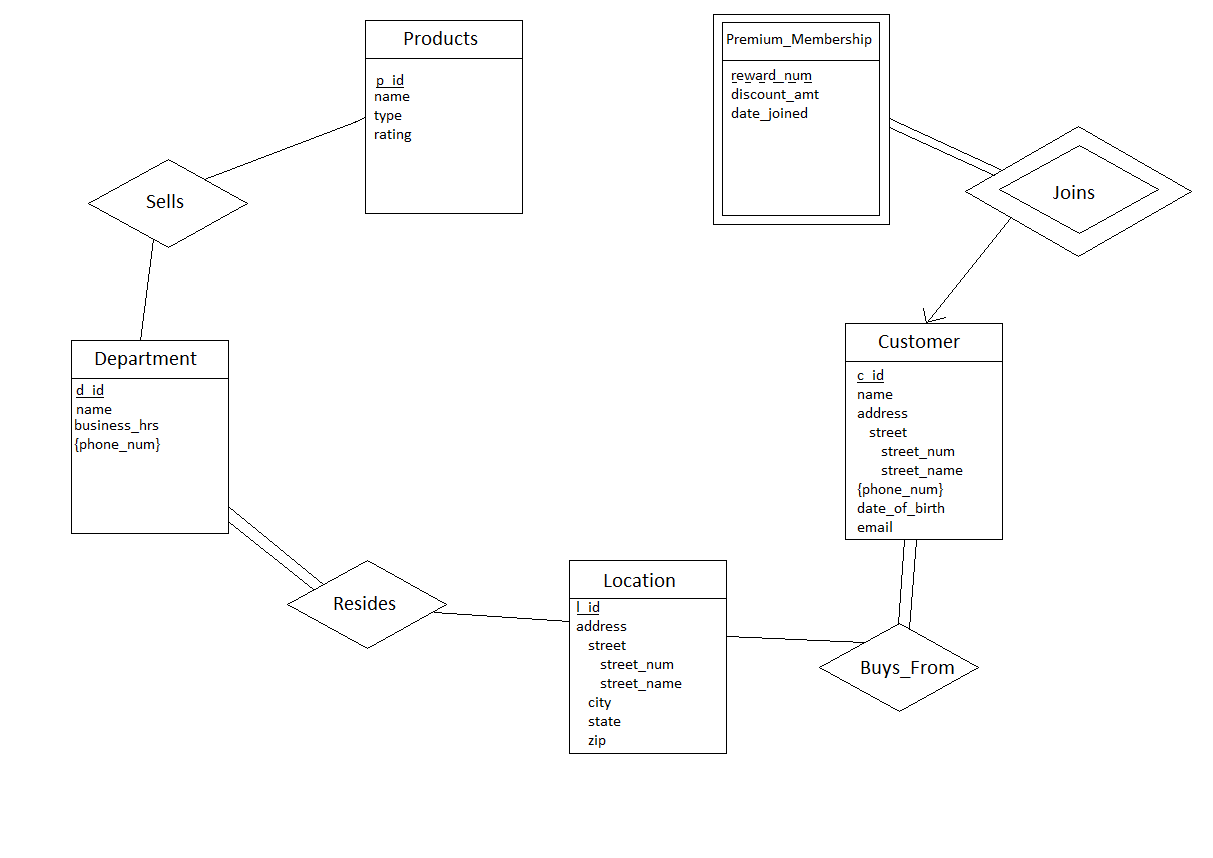 Products
p_id
name
type
rating
Premium_Membership
reward_num
discount_amt
date_joined
Sells
Joins
Department
d_id
name
business_hrs
{phone_num}
Customer
c_id
name
address
street
street_num
street_name
{phone_num}
date_of_birth
email
Resides
Location
l_id
address
street
street_num
street_name
city
state
zip
Buys_From